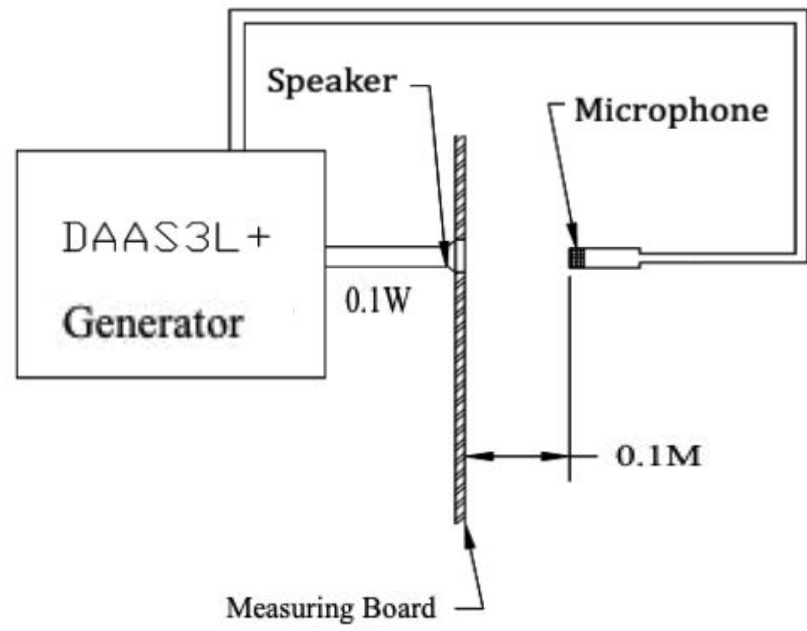 Speaker
Microphone
DAAS3L+
Generator
0.1W
0.1M
Measuring Board